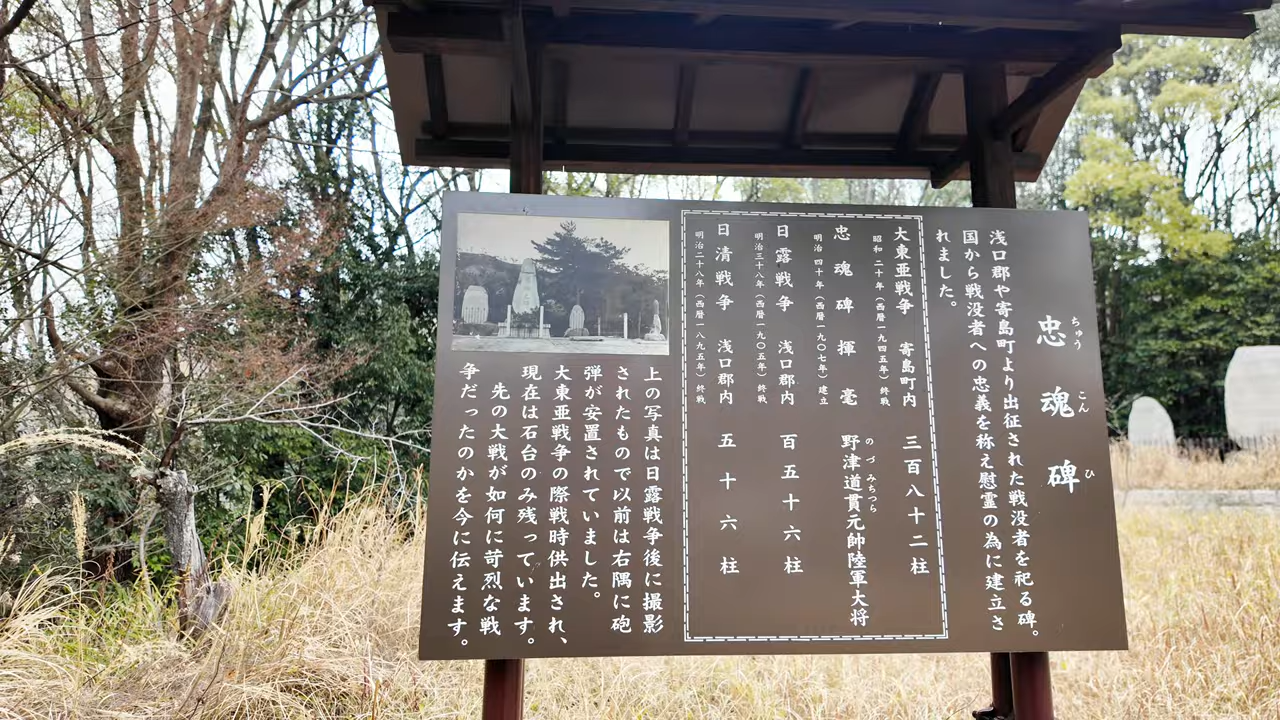 忠魂碑
ちゅう こん ひ
浅口郡や寄島町より出征された戦没者を祀る碑。
国から戦没者への忠義を称え慰霊の為に建立さ
れました。
大東亜戦争 寄島町内 三百八十二柱
昭和二十年（西暦一九四五年）終戦
忠魂碑揮毫 野津道貫元帥陸軍大将
のづみちつら
明治四十年（西暦一九〇七年）建立
日露戦争 浅口郡内 百五十六柱
明治三十八年（西暦一九〇五年）終戦
日清戦争 浅口郡内 五十六柱
明治二十八年（西暦一八九五年）終戦
上の写真は日露戦争後に撮影
されたもので以前は右隅に砲
弾が安置されていました。
大東亜戦争の際戦時供出され、
現在は石台のみ残っています。
先の大戦が如何に苛烈な戦
争だったのかを今に伝えます。